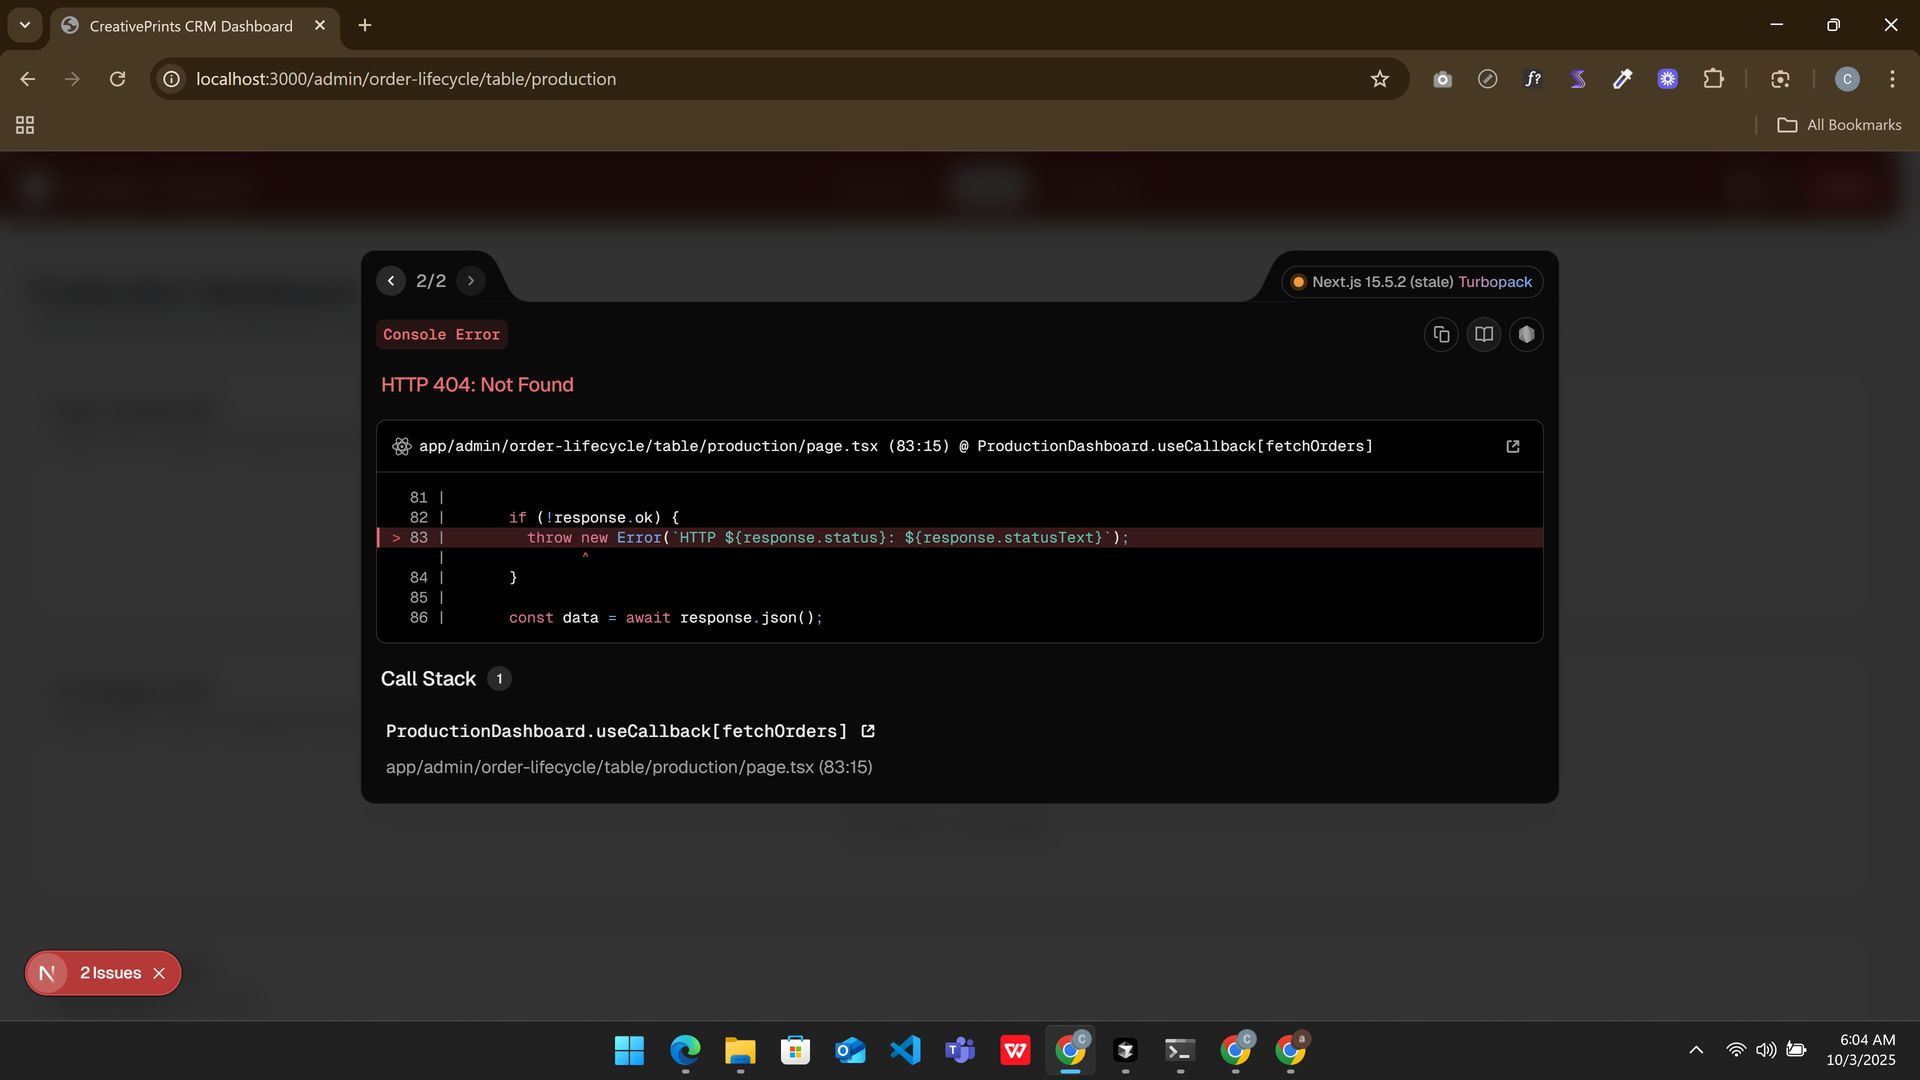 CreativePrints CRM Dashboard
localhost:3000/admin/order-lifecycle/table/production
f?
C
All Bookmarks
2/2
Next.js 15.5.2 (stale) Turbopack
Console Error
HTTP 404: Not Found
app/admin/order-lifecycle/table/production/page.tsx (83:15) @ ProductionDashboard.useCallback[fetchOrders]
81 |
82 | if (!response.ok) {
> 83 | throw new Error(`HTTP ${response.status}: ${response.statusText}`);
| ^
84 | }
85 |
86 | const data = await response.json();
Call Stack 1
ProductionDashboard.useCallback[fetchOrders]
app/admin/order-lifecycle/table/production/page.tsx (83:15)
N 2 Issues
C
C
a
6:04 AM
10/3/2025